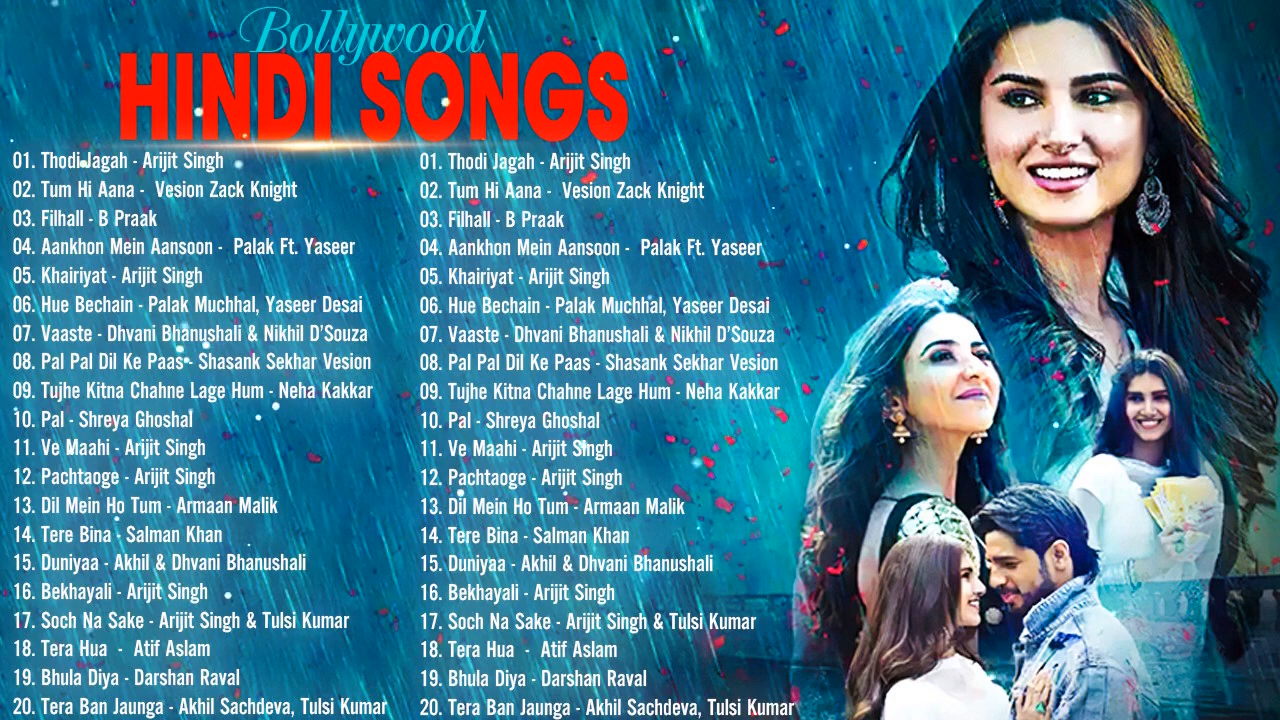 Bollywood
HINDI SONGS
01. Thodi Jagah - Arijit Singh
02. Tum Hi Aana -  Vesion Zack Knight
03. Filhall - B Praak
04. Aankhon Mein Aansoon -  Palak Ft. Yaseer
05. Khairiyat - Arijit Singh
06. Hue Bechain - Palak Muchhal, Yaseer Desai
07. Vaaste - Dhvani Bhanushali & Nikhil D'Souza
08. Pal Pal Dil Ke Paas - Shasank Sekhar Vesion
09. Tujhe Kitna Chahne Lage Hum - Neha Kakkar
10. Pal - Shreya Ghoshal
11. Ve Maahi - Arijit Singh
12. Pachtaoge - Arijit Singh
13. Dil Mein Ho Tum - Armaan Malik
14. Tere Bina - Salman Khan
15. Duniyaa - Akhil & Dhvani Bhanushali
16. Bekhayali - Arijit Singh
17. Soch Na Sake - Arijit Singh & Tulsi Kumar
18. Tera Hua  -  Atif Aslam
19. Bhula Diya - Darshan Raval
20. Tera Ban Jaunga - Akhil Sachdeva, Tulsi Kumar
01. Thodi Jagah - Arijit Singh
02. Tum Hi Aana -  Vesion Zack Knight
03. Filhall - B Praak
04. Aankhon Mein Aansoon -  Palak Ft. Yaseer
05. Khairiyat - Arijit Singh
06. Hue Bechain - Palak Muchhal, Yaseer Desai
07. Vaaste - Dhvani Bhanushali & Nikhil D'Souza
08. Pal Pal Dil Ke Paas - Shasank Sekhar Vesion
09. Tujhe Kitna Chahne Lage Hum - Neha Kakkar
10. Pal - Shreya Ghoshal
11. Ve Maahi - Arijit Singh
12. Pachtaoge - Arijit Singh
13. Dil Mein Ho Tum - Armaan Malik
14. Tere Bina - Salman Khan
15. Duniyaa - Akhil & Dhvani Bhanushali
16. Bekhayali - Arijit Singh
17. Soch Na Sake - Arijit Singh & Tulsi Kumar
18. Tera Hua  -  Atif Aslam
19. Bhula Diya - Darshan Raval
20. Tera Ban Jaunga - Akhil Sachdeva, Tulsi Kumar